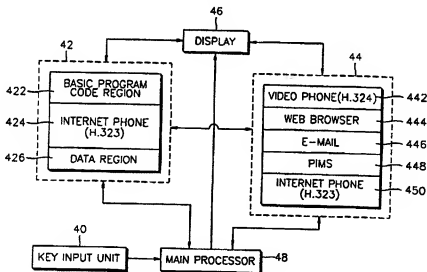 46
DISPLAY
42
422
BASIC PROGRAM
CODE REGION
424
INTERNET PHONE
(H.323)
426
DATA REGION
44
VIDEO PHONE(H.324)
442
WEB BROWSER
444
E-MAIL
446
PIMS
448
INTERNET PHONE
(H.323)
450
40
KEY INPUT UNIT
MAIN PROCESSOR
48